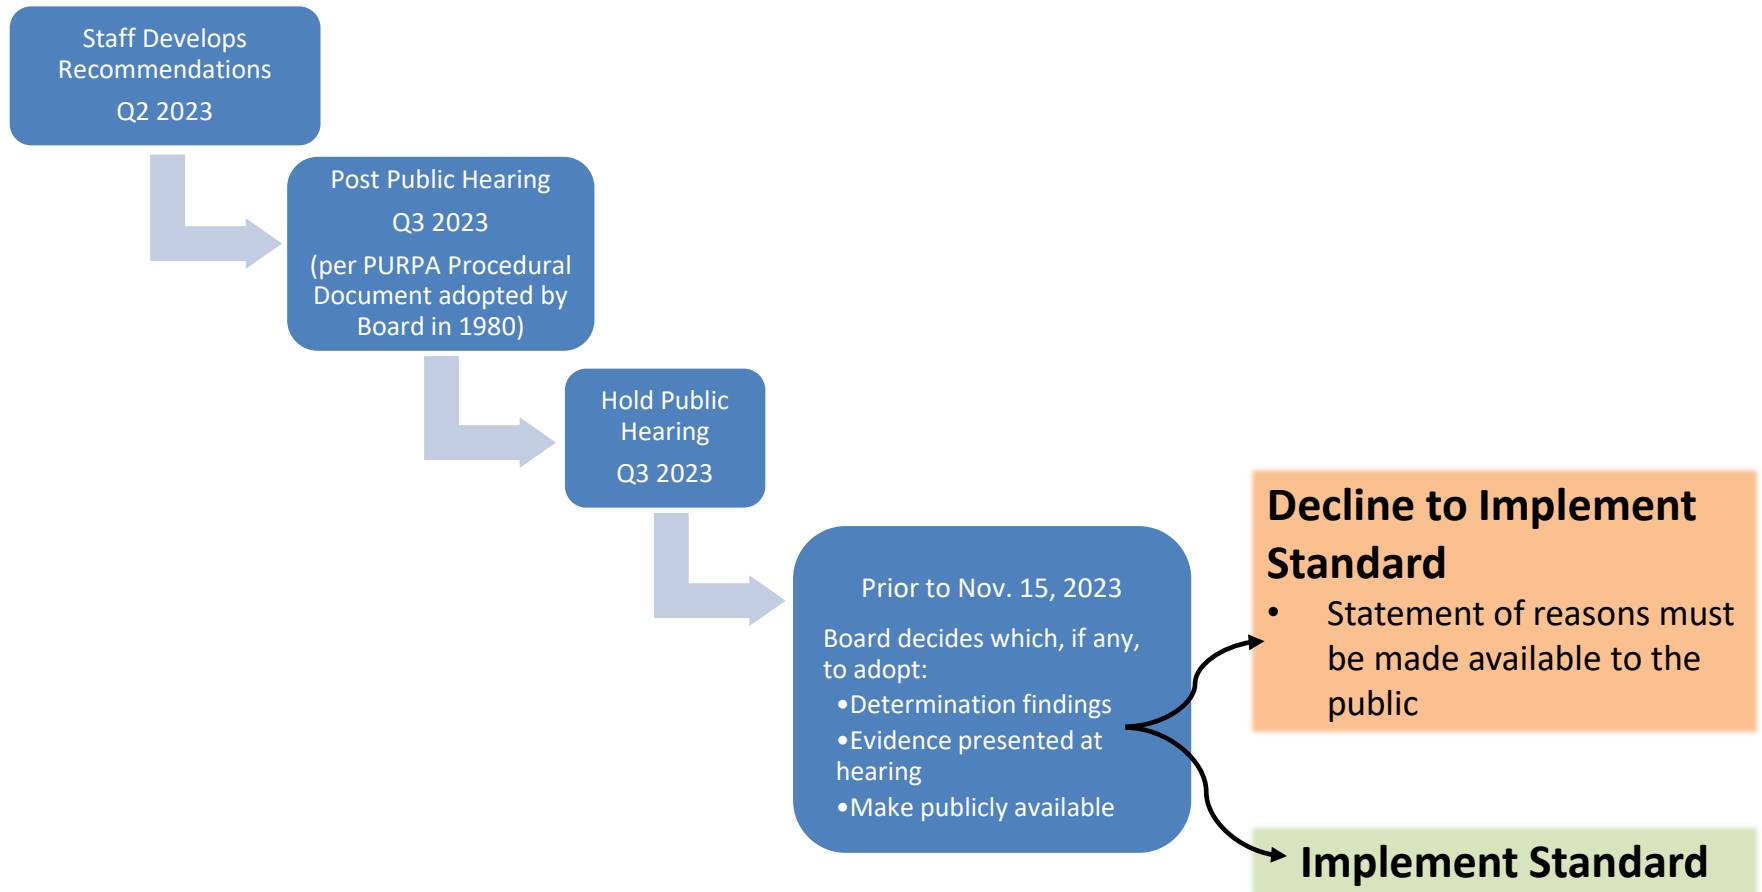 Staff Develops
Recommendations
Q2 2023
Post Public Hearing
Q3 2023
(per PURPA Procedural
Document adopted by
Board in 1980)
Hold Public
Hearing
Q3 2023
Prior to Nov. 15, 2023
Board decides which, if any,
to adopt:
•Determination findings
•Evidence presented at
hearing
•Make publicly available
Decline to Implement
Standard
• Statement of reasons must
be made available to the
public
Implement Standard